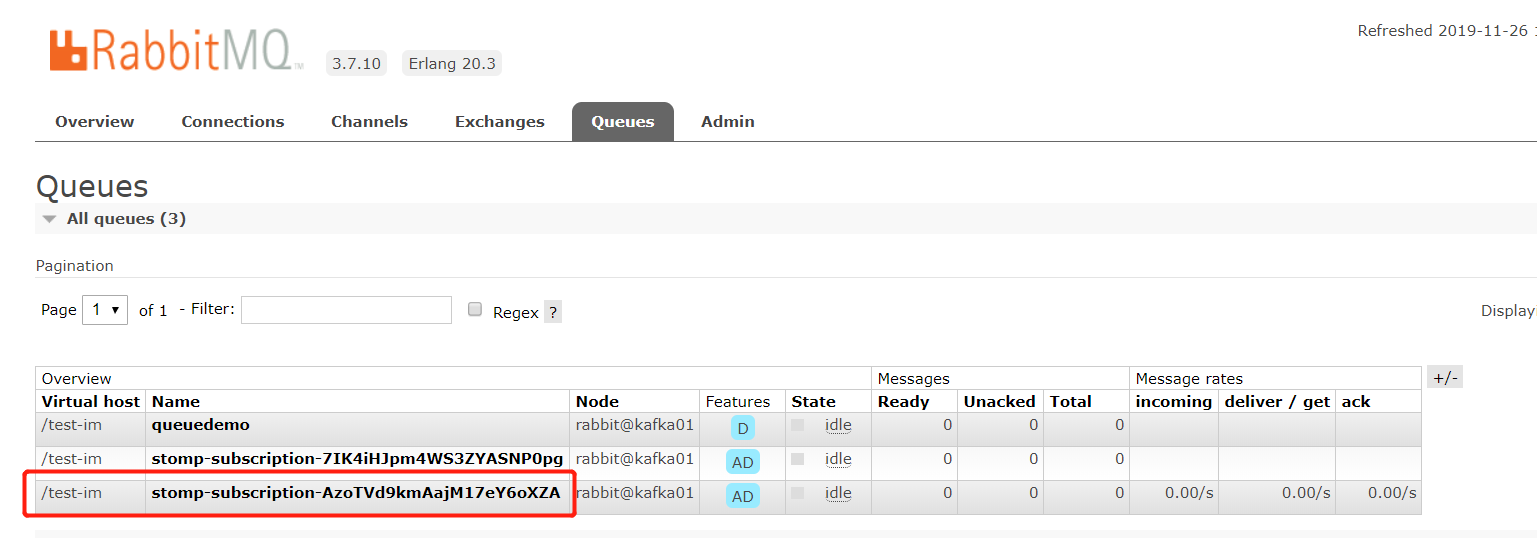 Refreshed 2019-11-26
RabbitMQ TM 3.7.10 Erlang 20.3
Overview Connections Channels Exchanges Queues Admin
Queues
All queues (3)
Pagination
Page 1 of 1 - Filter: Regex ?
Display
Overview Messages Message rates +/-
Virtual host Name Node Features State Ready Unacked Total incoming deliver / get ack
/test-im queuedemo rabbit@kafka01 D idle 0 0 0
/test-im stomp-subscription-7IK4iHJpm4WS3ZYASNP0pg rabbit@kafka01 AD idle 0 0 0
/test-im stomp-subscription-AzoTVd9kmAajM17eY6oXZA rabbit@kafka01 AD idle 0 0 0 0.00/s 0.00/s 0.00/s